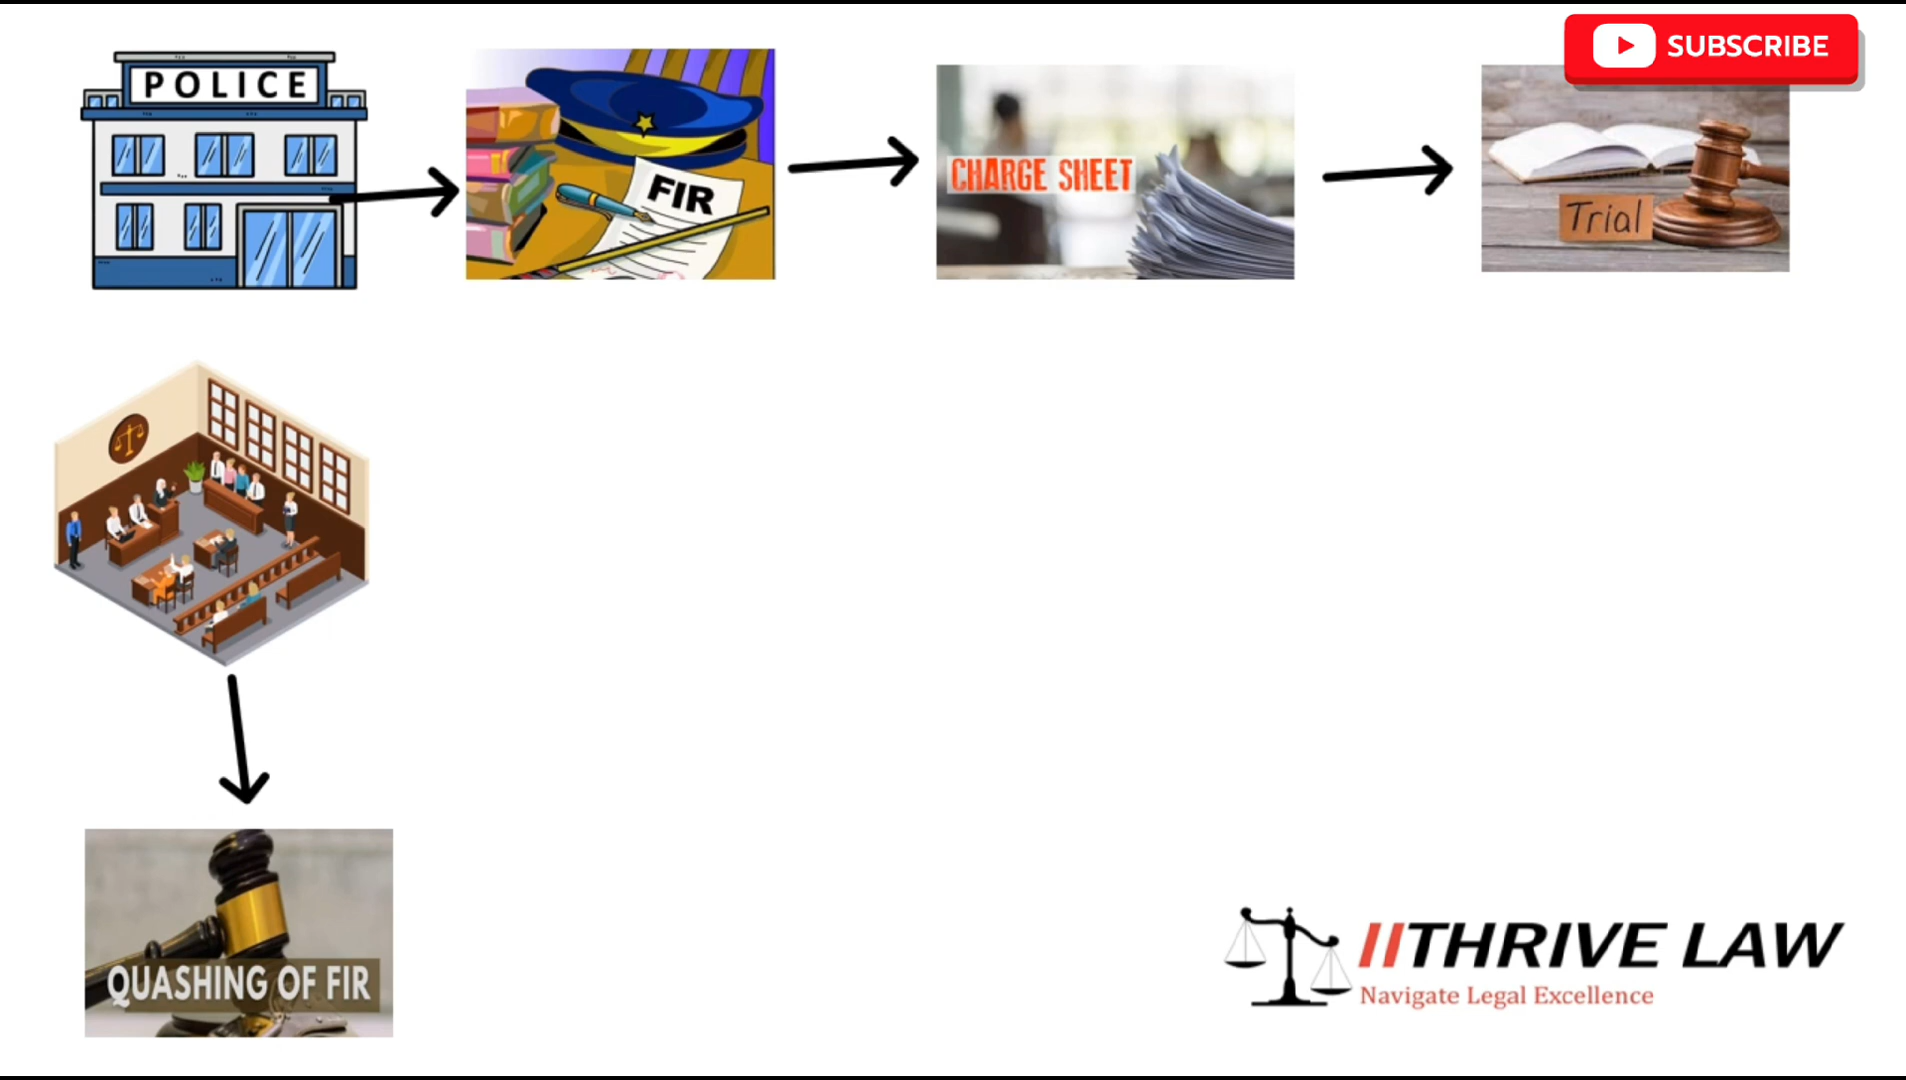 SUBSCRIBE
POLICE
FIR
CHARGE SHEET
Trial
QUASHING OF FIR
IITHRIVE LAW
Navigate Legal Excellence